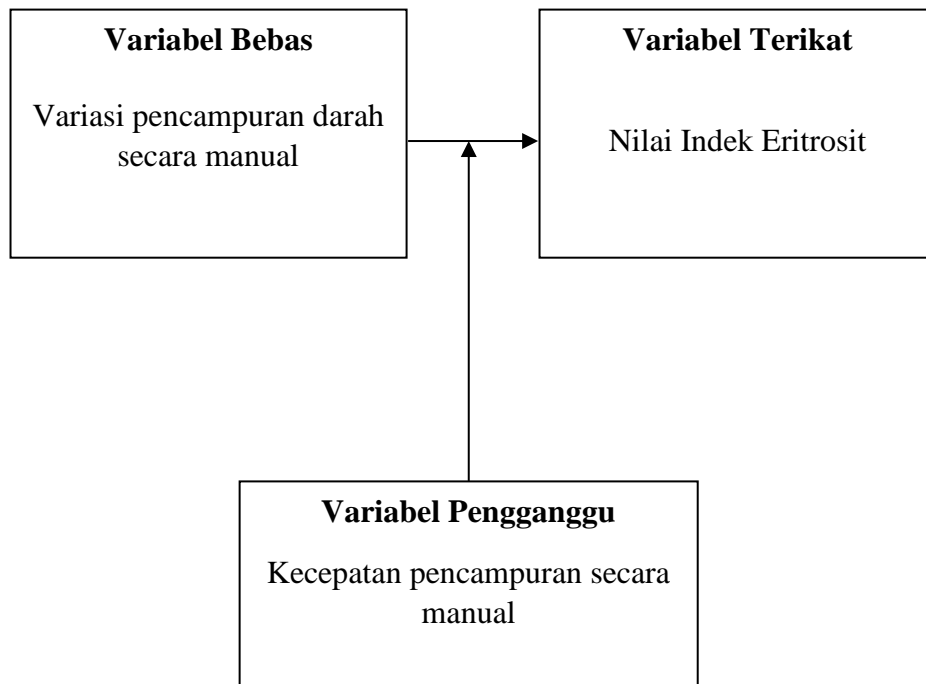 Variabel Bebas
Variasi pencampuran darah
secara manual
Variabel Terikat
Nilai Indek Eritrosit
Variabel Pengganggu
Kecepatan pencampuran secara
manual